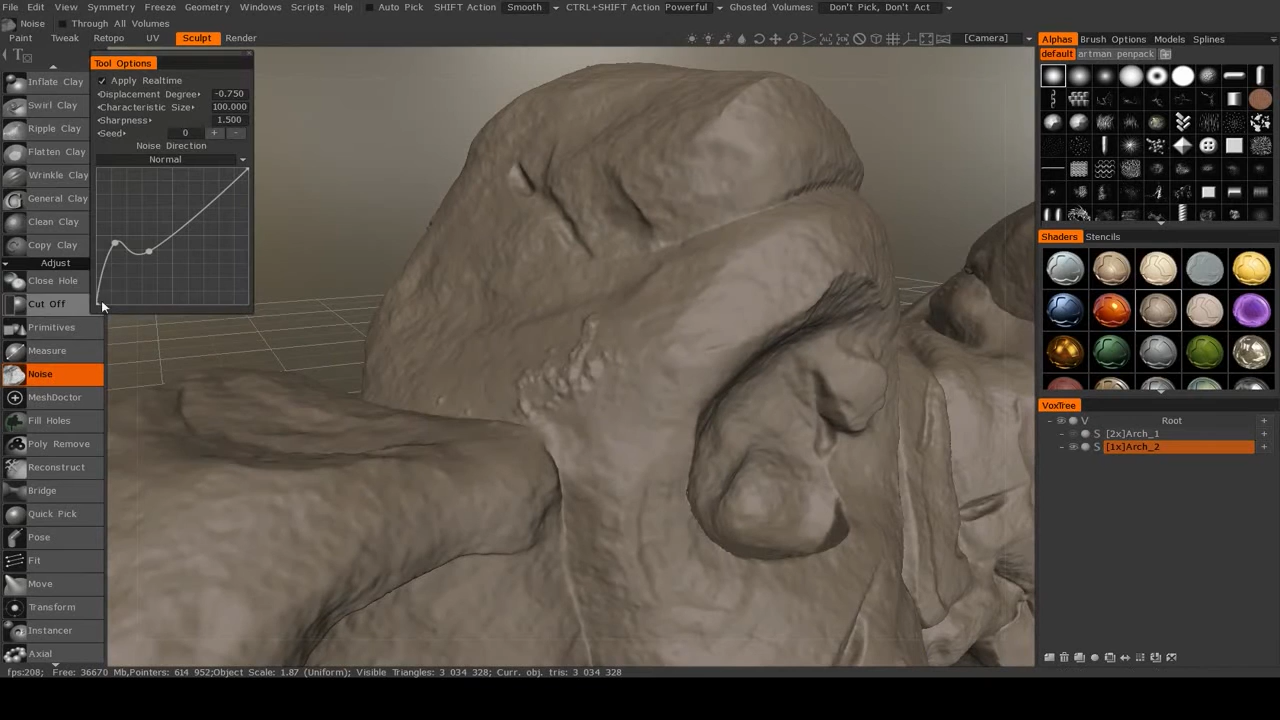 File Edit View Symmetry Freeze Geometry Windows Scripts Help Auto Pick SHIFT Action Smooth CTRL+SHIFT Action Powerful Ghosted Volumes: Don't Pick, Don't Act
Noise Through All Volumes
Paint Tweak Retopo UV Sculpt Render [Camera]
Alphas Brush Options Models Splines
default artman penpack
Tool Options
Apply Realtime
Displacement Degree -0.750
Characteristic Size 100.000
Sharpness 1.500
Seed 0 + -
Noise Direction
Normal
Inflate Clay
Swirl Clay
Ripple Clay
Flatten Clay
Wrinkle Clay
General Clay
Clean Clay
Copy Clay
Adjust
Close Hole
Cut Off
Primitives
Measure
Noise
MeshDoctor
Fill Holes
Poly Remove
Reconstruct
Bridge
Quick Pick
Pose
Fit
Move
Transform
Instancer
Axial
Shaders Stencils
VoxTree
V Root +
S [2x]Arch_1 +
S [1x]Arch_2 +
fps:208; Free: 36670 Mb,Pointers: 614 952;Object Scale: 1.87 (Uniform); Visible Triangles: 3 034 328; Curr. obj. tris: 3 034 328